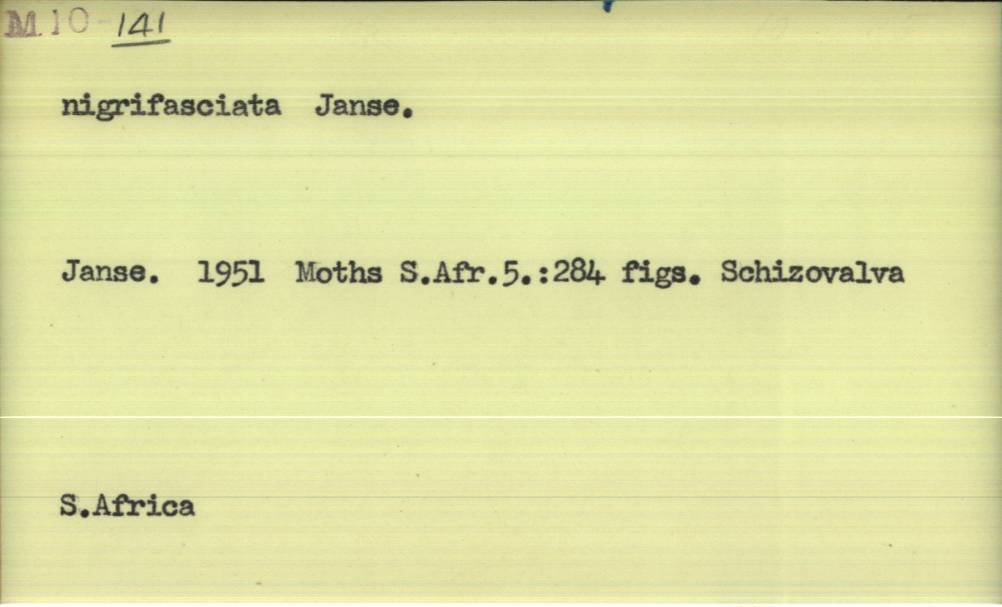 M.10-141
nigrifasciata Janse.
Janse. 1951 Moths S.Afr.5.:284 figs. Schizovalva
S.Africa